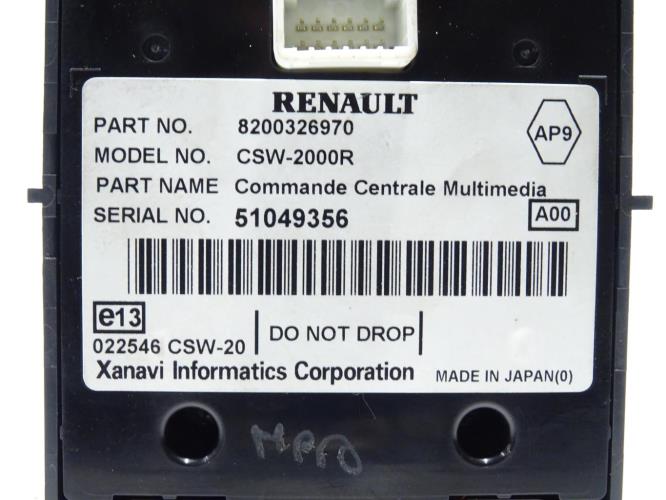 RENAULT
PART NO. 8200326970
AP9
MODEL NO. CSW-2000R
PART NAME Commande Centrale Multimedia
SERIAL NO. 51049356
A00
e13
DO NOT DROP
022546 CSW-20
Xanavi Informatics Corporation
MADE IN JAPAN(0)